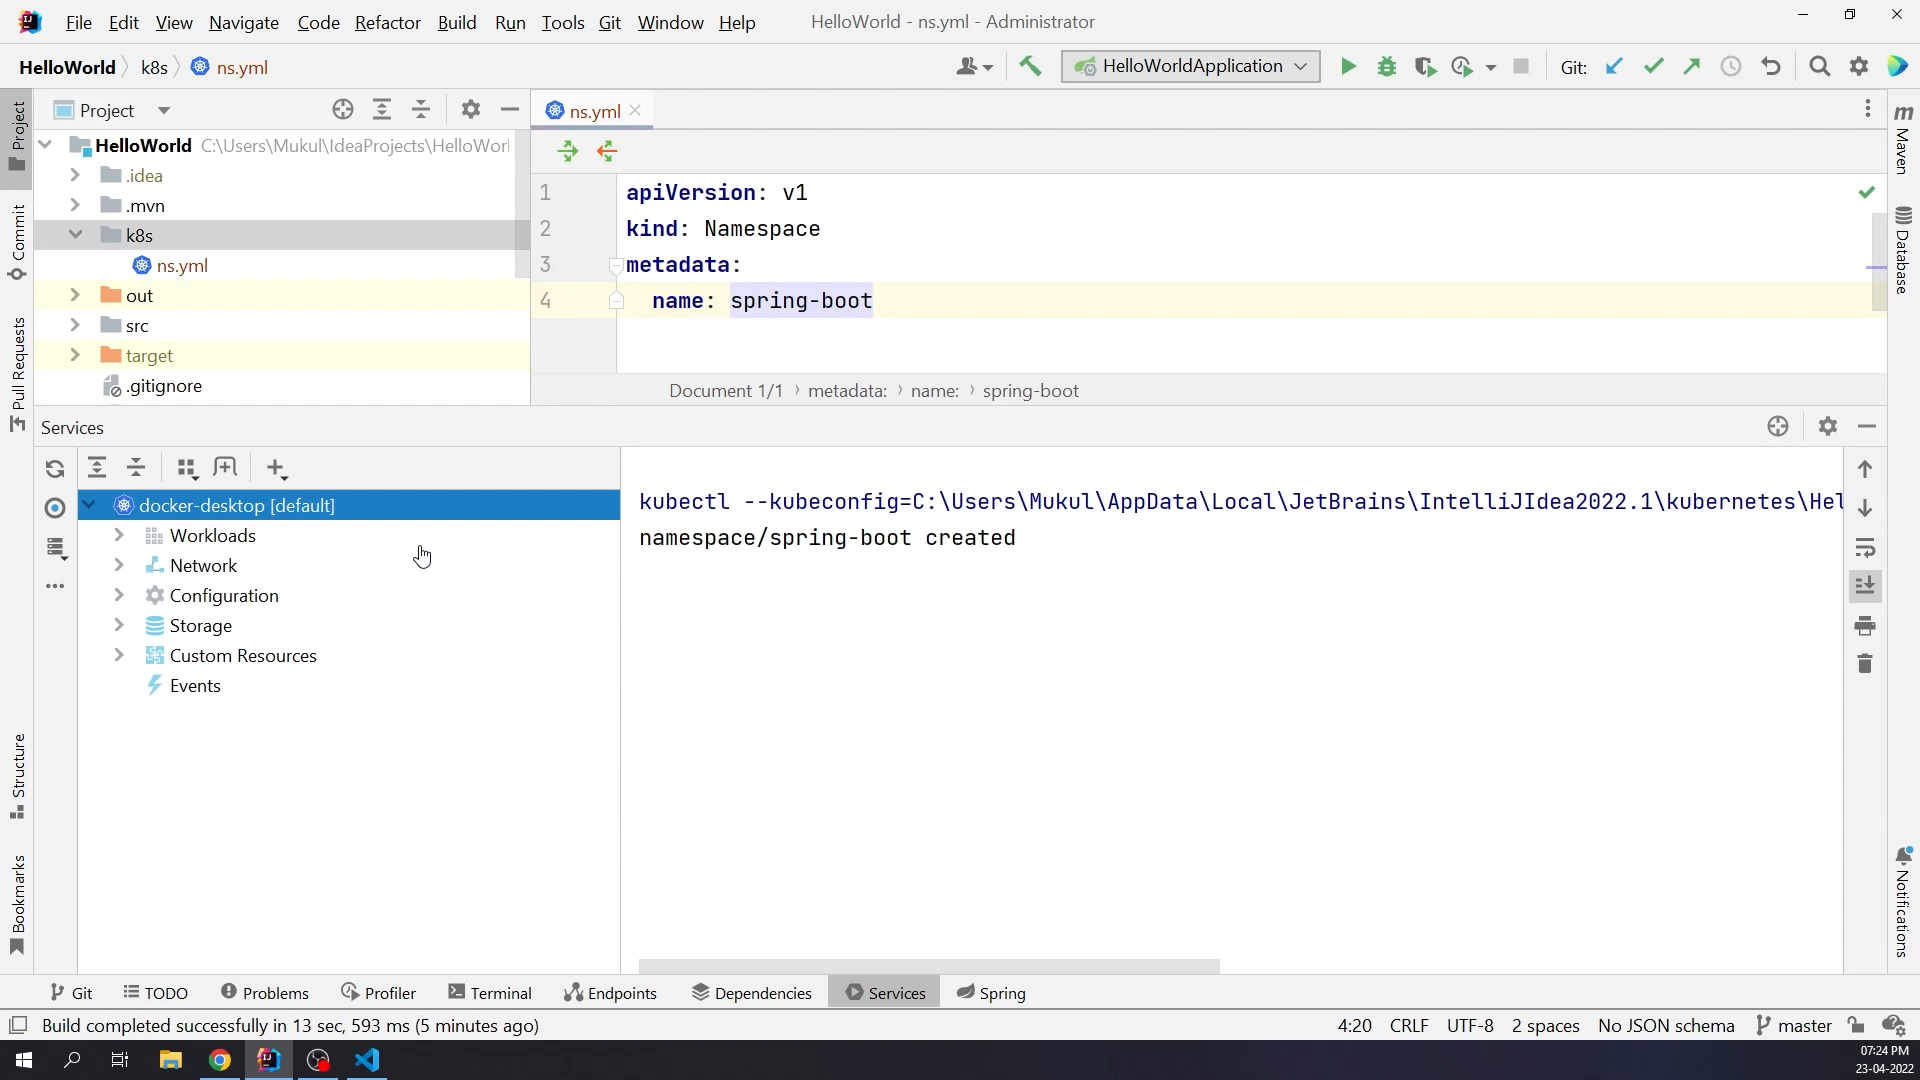 File Edit View Navigate Code Refactor Build Run Tools Git Window Help HelloWorld - ns.yml - Administrator
HelloWorld k8s ns.yml HelloWorldApplication Git:
Project ns.yml
HelloWorld C:\Users\Mukul\IdeaProjects\HelloWorl
.idea
.mvn
k8s
ns.yml
out
src
target
.gitignore
1 apiVersion: v1
2 kind: Namespace
3 metadata:
4 name: spring-boot
Document 1/1 metadata: name: spring-boot
Project
Commit
Pull Requests
Structure
Bookmarks
m Maven
Database
Notifications
Services
docker-desktop [default]
Workloads
Network
Configuration
Storage
Custom Resources
Events
kubectl --kubeconfig=C:\Users\Mukul\AppData\Local\JetBrains\IntelliJIdea2022.1\kubernetes\Hel
namespace/spring-boot created
Git TODO Problems Profiler Terminal Endpoints Dependencies Services Spring
Build completed successfully in 13 sec, 593 ms (5 minutes ago) 4:20 CRLF UTF-8 2 spaces No JSON schema master
07:24 PM
23-04-2022